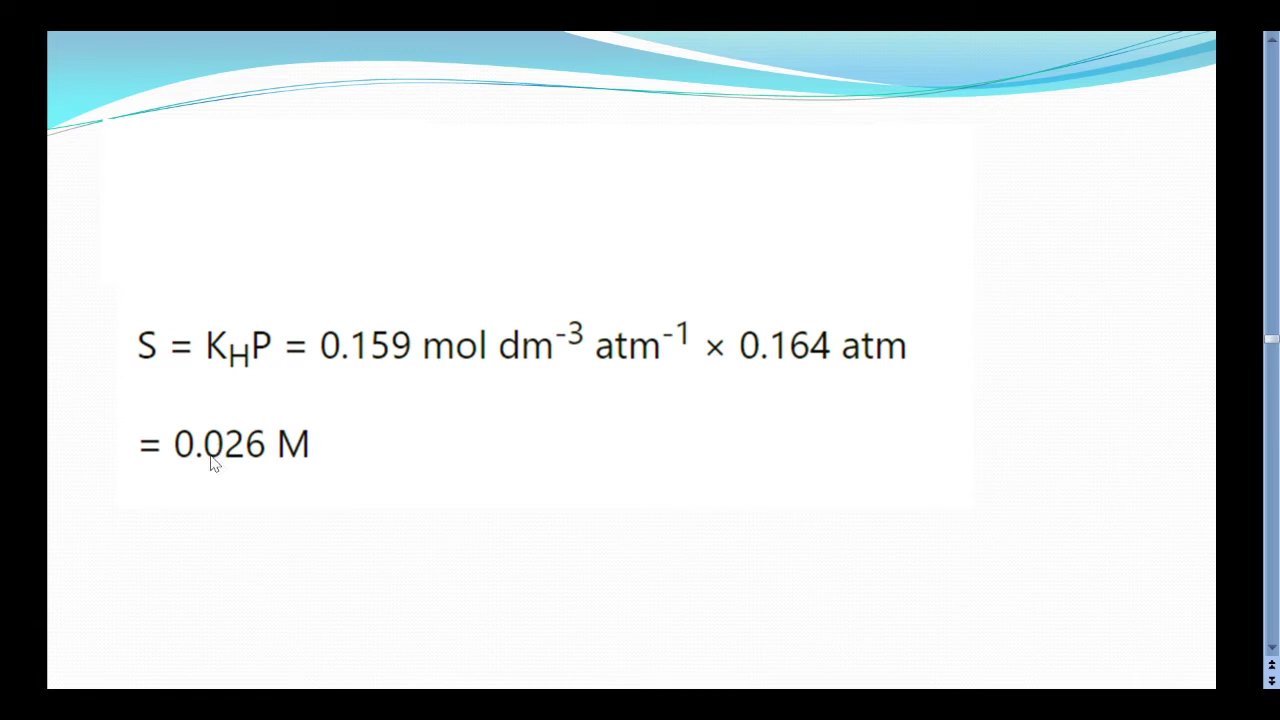 S = K_HP = 0.159 mol dm⁻³ atm⁻¹ × 0.164 atm
= 0.026 M